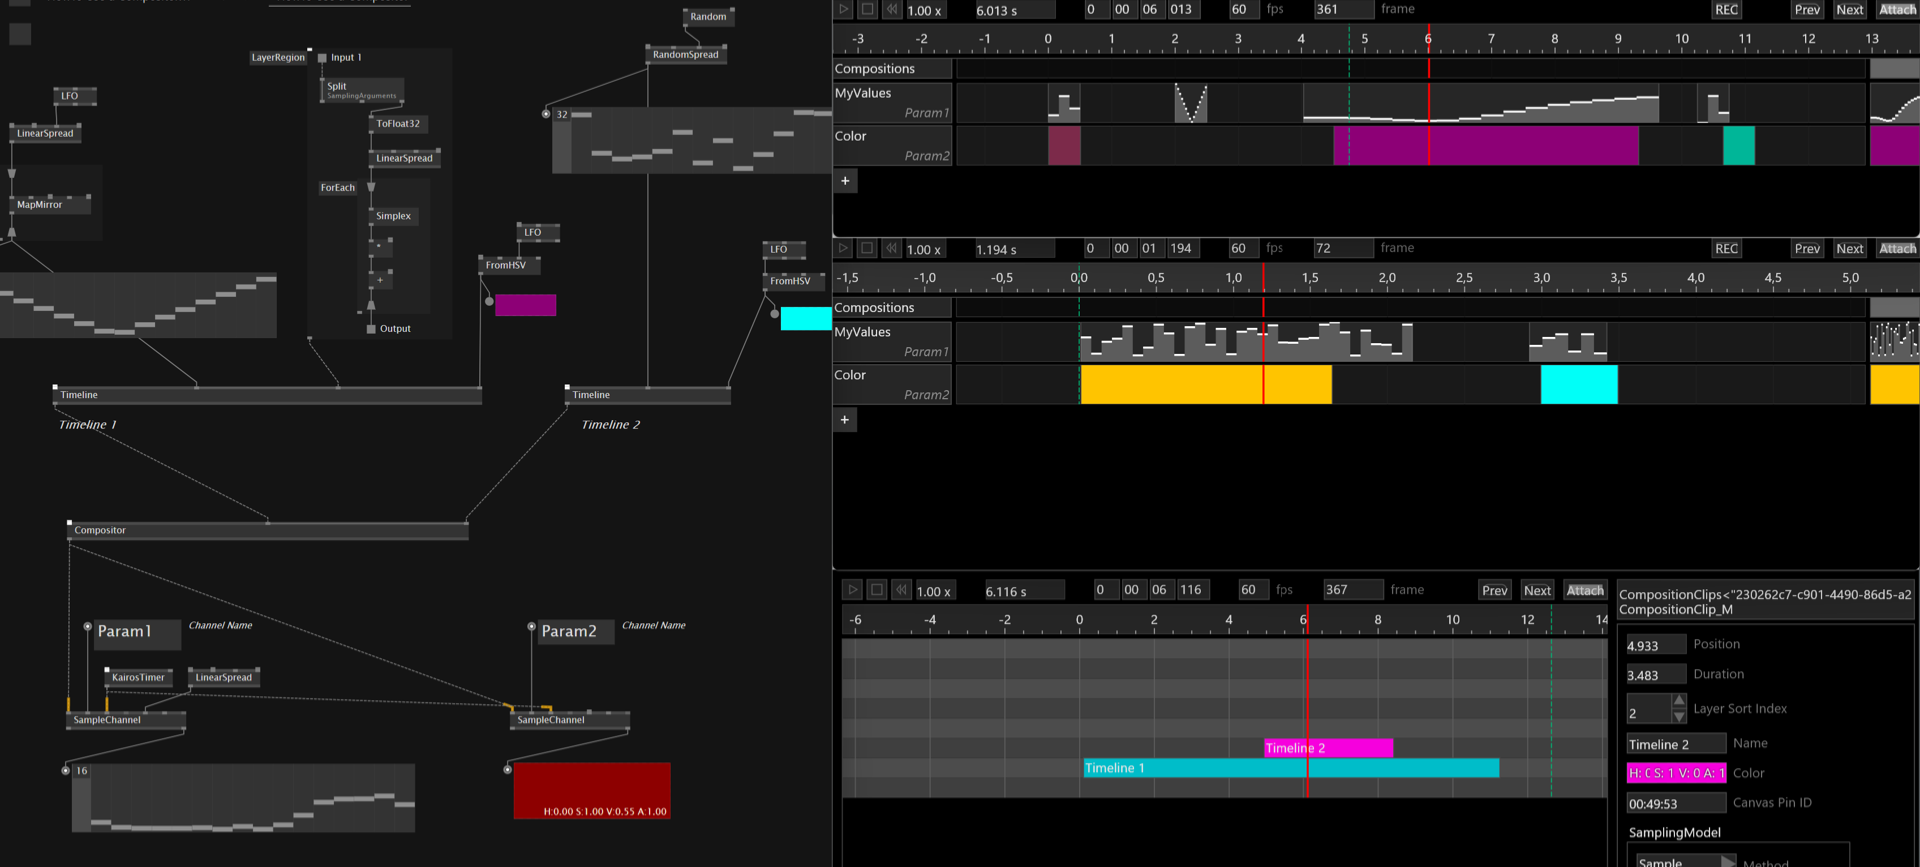 Random
RandomSpread
LayerRegion
Input 1
Split
SamplingArguments
LFO
LinearSpread
ToFloat32
LinearSpread
32
ForEach
MapMirror
Simplex
+
Output
LFO
FromHSV
LFO
FromHSV
Timeline
Timeline 1
Timeline
Timeline 2
Compositor
Param1
Channel Name
KairosTimer
LinearSpread
SampleChannel
16
Param2
Channel Name
SampleChannel
H:0.00 S:1.00 V:0.55 A:1.00
1.00 x 6.013 s 0 00 06 013 60 fps 361 frame REC Prev Next Attach
-3 -2 -1 0 1 2 3 4 5 6 7 8 9 10 11 12 13
Compositions
MyValues
Param1
Color
Param2
+
1.00 x 1.194 s 0 00 01 194 60 fps 72 frame REC Prev Next Attach
-1,5 -1,0 -0,5 0,0 0,5 1,0 1,5 2,0 2,5 3,0 3,5 4,0 4,5 5,0
Compositions
MyValues
Param1
Color
Param2
+
1.00 x 6.116 s 0 00 06 116 60 fps 367 frame Prev Next Attach
-6 -4 -2 0 2 4 6 8 10 12 14
Timeline 2
Timeline 1
CompositionClips<"230262c7-c901-4490-86d5-a2
CompositionClip_M
4.933 Position
3.483 Duration
2 Layer Sort Index
Timeline 2 Name
H: 0 S: 1 V: 0 A: 1 Color
00:49:53 Canvas Pin ID
SamplingModel
Sample Method